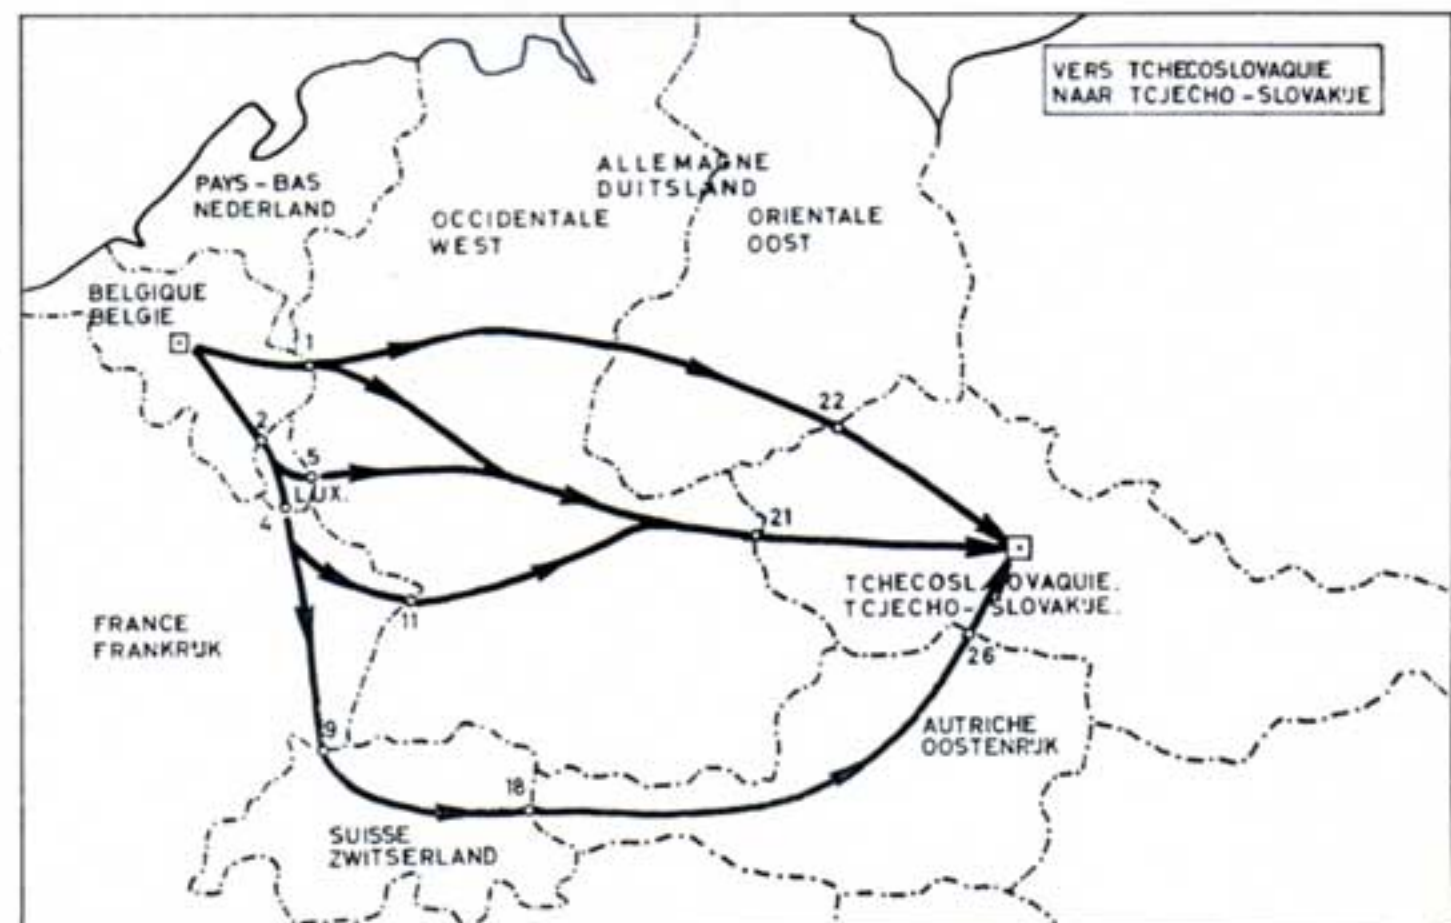 VERS TCHECOSLOVAQUIE
NAAR TCJECHO-SLOVAKIJE
ALLEMAGNE
DUITSLAND
PAYS-BAS
NEDERLAND
OCCIDENTALE
WEST
ORIENTALE
OOST
BELGIQUE
BELGIE
1
22
2
5
LUX.
4
21
TCHECOSLOVAQUIE.
TCJECHO-SLOVAKIJE.
11
FRANCE
FRANKRIJK
26
9
AUTRICHE
OOSTENRIJK
18
SUISSE
ZWITSERLAND